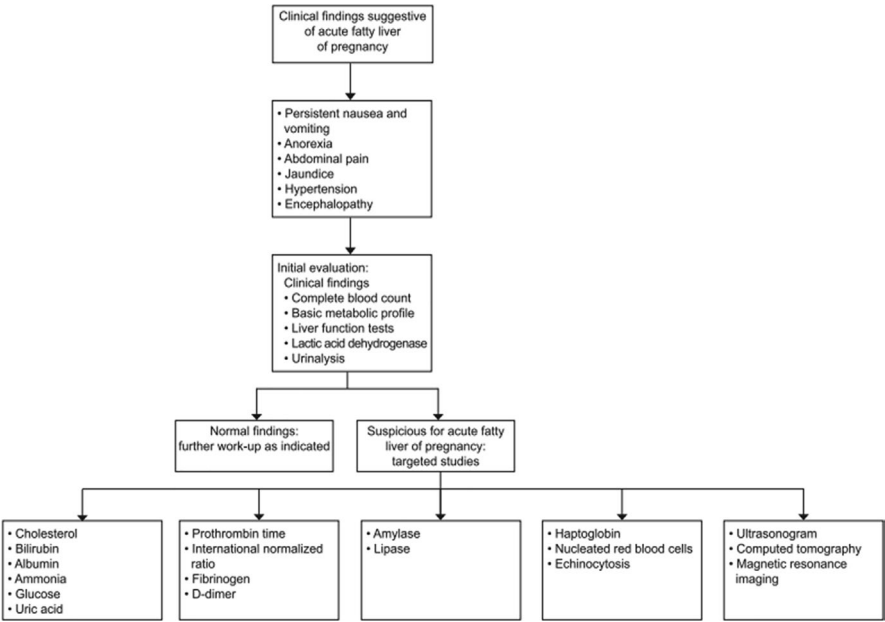 Clinical findings suggestive
of acute fatty liver
of pregnancy
• Persistent nausea and
vomiting
• Anorexia
• Abdominal pain
• Jaundice
• Hypertension
• Encephalopathy
Initial evaluation:
Clinical findings
• Complete blood count
• Basic metabolic profile
• Liver function tests
• Lactic acid dehydrogenase
• Urinalysis
Normal findings:
further work-up as indicated
Suspicious for acute fatty
liver of pregnancy:
targeted studies
• Cholesterol
• Bilirubin
• Albumin
• Ammonia
• Glucose
• Uric acid
• Prothrombin time
• International normalized
ratio
• Fibrinogen
• D-dimer
• Amylase
• Lipase
• Haptoglobin
• Nucleated red blood cells
• Echinocytosis
• Ultrasonogram
• Computed tomography
• Magnetic resonance
imaging